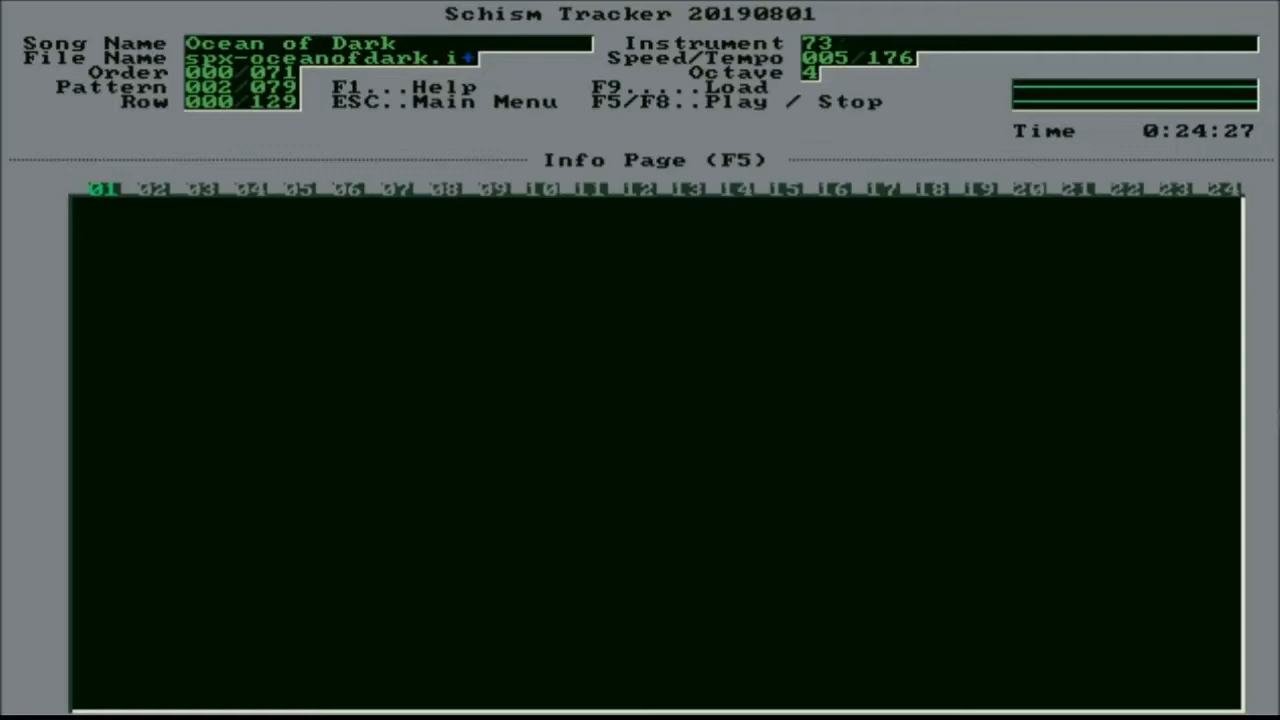 Schism Tracker 20190801
Song Name Ocean of Dark Instrument 73
File Name spx-oceanofdark.i+ Speed/Tempo 005/176
Order 000/071 Octave 4
Pattern 002/079 F1...Help F9.....Load
Row 000/129 ESC..Main Menu F5/F8..Play / Stop
Time 0:24:27
Info Page (F5)
01 02 03 04 05 06 07 08 09 10 11 12 13 14 15 16 17 18 19 20 21 22 23 24